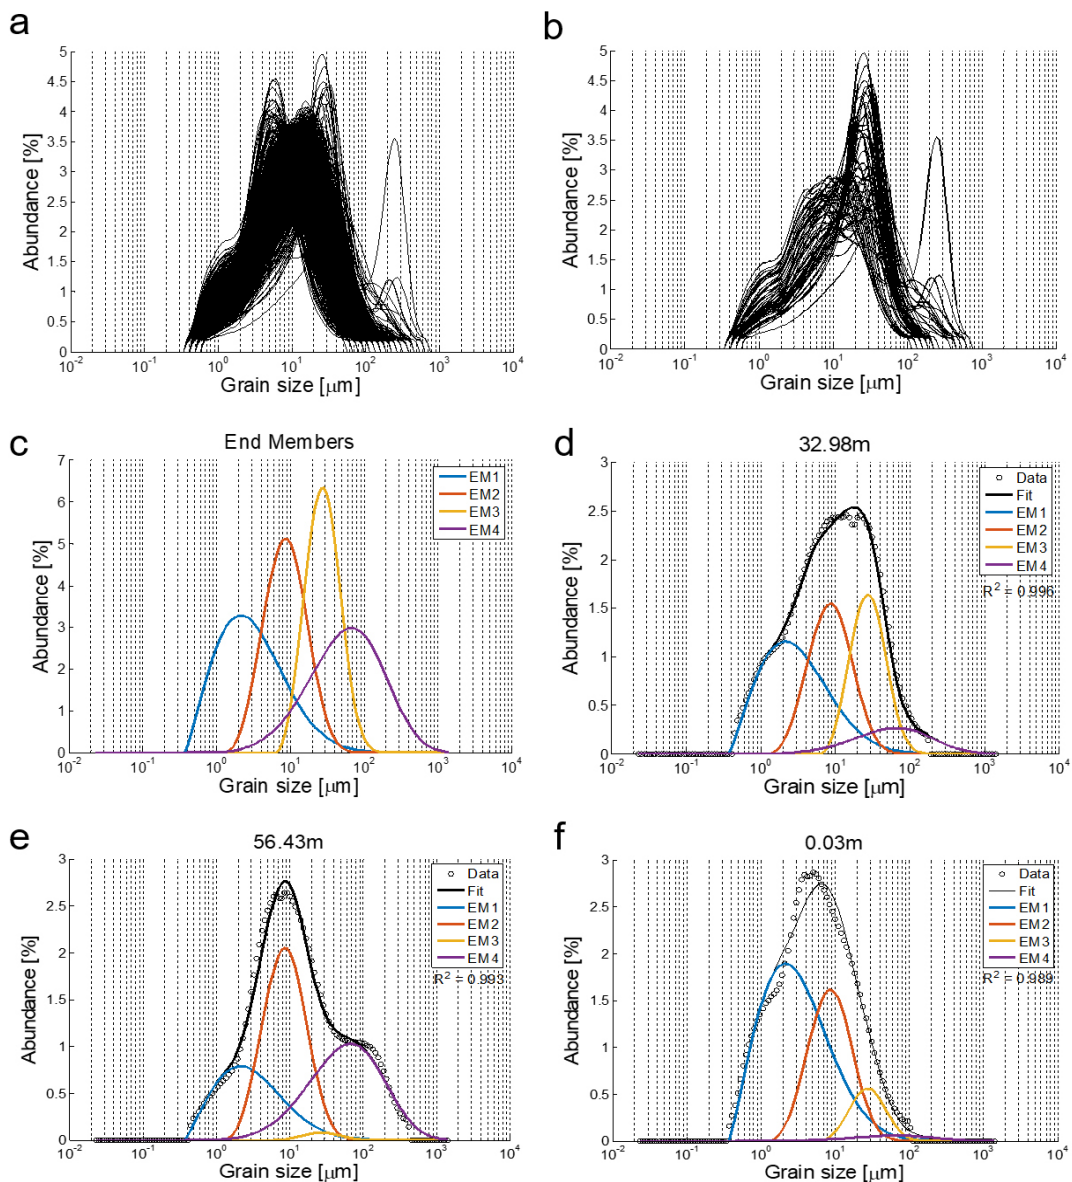 a
5
4.5
4
3.5
3
2.5
2
1.5
1
0.5
0
Abundance [%]
10^-2 10^-1 10^0 10^1 10^2 10^3 10^4
Grain size [μm]
b
5
4.5
4
3.5
3
2.5
2
1.5
1
0.5
0
Abundance [%]
10^-2 10^-1 10^0 10^1 10^2 10^3 10^4
Grain size [μm]
c
End Members
7
6
5
4
3
2
1
0
Abundance [%]
EM1
EM2
EM3
EM4
10^-2 10^-1 10^0 10^1 10^2 10^3 10^4
Grain size [μm]
d
32.98m
3
2.5
2
1.5
1
0.5
0
Abundance [%]
Data
Fit
EM1
EM2
EM3
EM4
R^2 = 0.996
10^-2 10^-1 10^0 10^1 10^2 10^3 10^4
Grain size [μm]
e
56.43m
3
2.5
2
1.5
1
0.5
0
Abundance [%]
Data
Fit
EM1
EM2
EM3
EM4
R^2 = 0.993
10^-2 10^-1 10^0 10^1 10^2 10^3 10^4
Grain size [μm]
f
0.03m
3
2.5
2
1.5
1
0.5
0
Abundance [%]
Data
Fit
EM1
EM2
EM3
EM4
R^2 = 0.989
10^-2 10^-1 10^0 10^1 10^2 10^3 10^4
Grain size [μm]